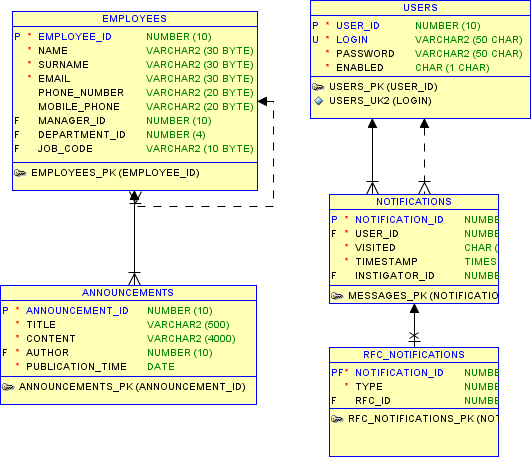 EMPLOYEES
P * EMPLOYEE_ID NUMBER (10)
* NAME VARCHAR2 (30 BYTE)
* SURNAME VARCHAR2 (30 BYTE)
* EMAIL VARCHAR2 (30 BYTE)
PHONE_NUMBER VARCHAR2 (20 BYTE)
MOBILE_PHONE VARCHAR2 (20 BYTE)
F MANAGER_ID NUMBER (10)
F DEPARTMENT_ID NUMBER (4)
F JOB_CODE VARCHAR2 (10 BYTE)
EMPLOYEES_PK (EMPLOYEE_ID)
USERS
P * USER_ID NUMBER (10)
U * LOGIN VARCHAR2 (50 CHAR)
* PASSWORD VARCHAR2 (50 CHAR)
* ENABLED CHAR (1 CHAR)
USERS_PK (USER_ID)
USERS_UK2 (LOGIN)
ANNOUNCEMENTS
P * ANNOUNCEMENT_ID NUMBER (10)
* TITLE VARCHAR2 (500)
* CONTENT VARCHAR2 (4000)
F * AUTHOR NUMBER (10)
* PUBLICATION_TIME DATE
ANNOUNCEMENTS_PK (ANNOUNCEMENT_ID)
NOTIFICATIONS
P * NOTIFICATION_ID NUMBE
F * USER_ID NUMBE
* VISITED CHAR (
* TIMESTAMP TIMES
F INSTIGATOR_ID NUMBE
MESSAGES_PK (NOTIFICATIO
RFC_NOTIFICATIONS
PF* NOTIFICATION_ID NUMBE
* TYPE NUMBE
F RFC_ID NUMBE
RFC_NOTIFICATIONS_PK (NOT